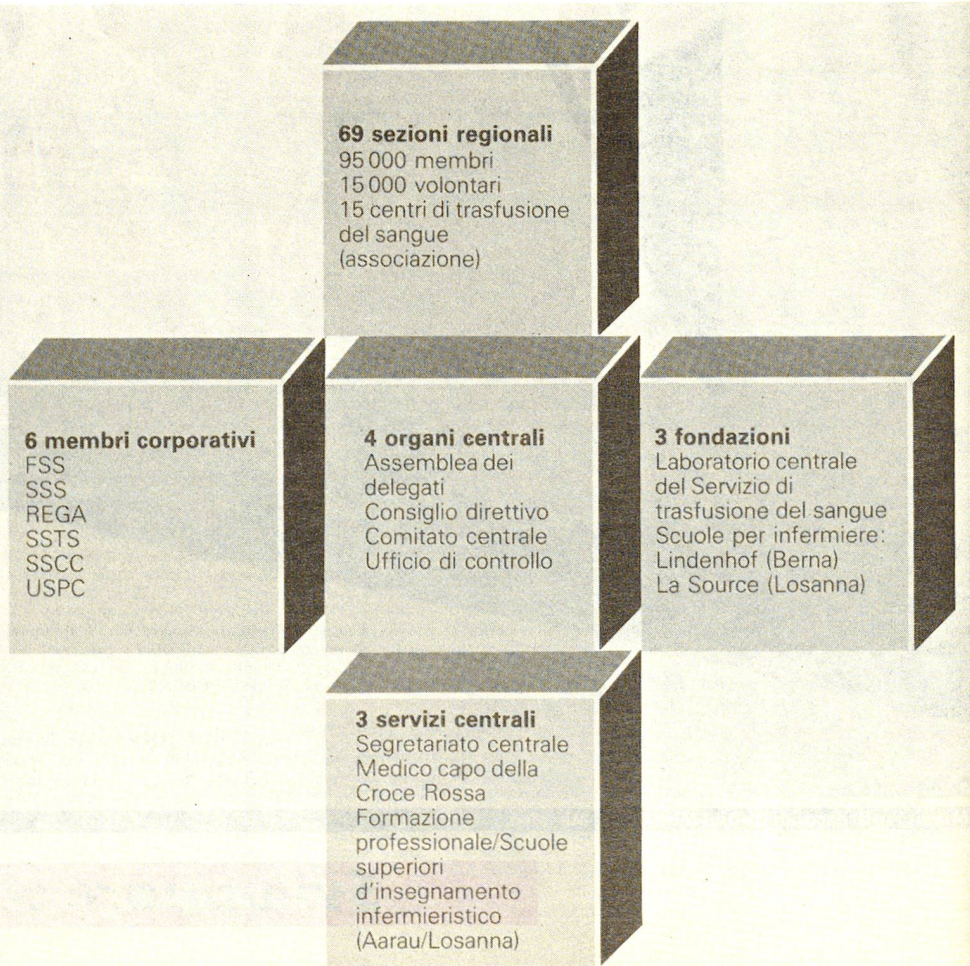 69 sezioni regionali
95 000 membri
15 000 volontari
15 centri di trasfusione
del sangue
(associazione)
6 membri corporativi
FSS
SSS
REGA
SSTS
SSCC
USPC
4 organi centrali
Assemblea dei
delegati
Consiglio direttivo
Comitato centrale
Ufficio di controllo
3 fondazioni
Laboratorio centrale
del Servizio di
trasfusione del sangue
Scuole per infermiere:
Lindenhof (Berna)
La Source (Losanna)
3 servizi centrali
Segretariato centrale
Medico capo della
Croce Rossa
Formazione
professionale/Scuole
superiori
d'insegnamento
infermieristico
(Aarau/Losanna)